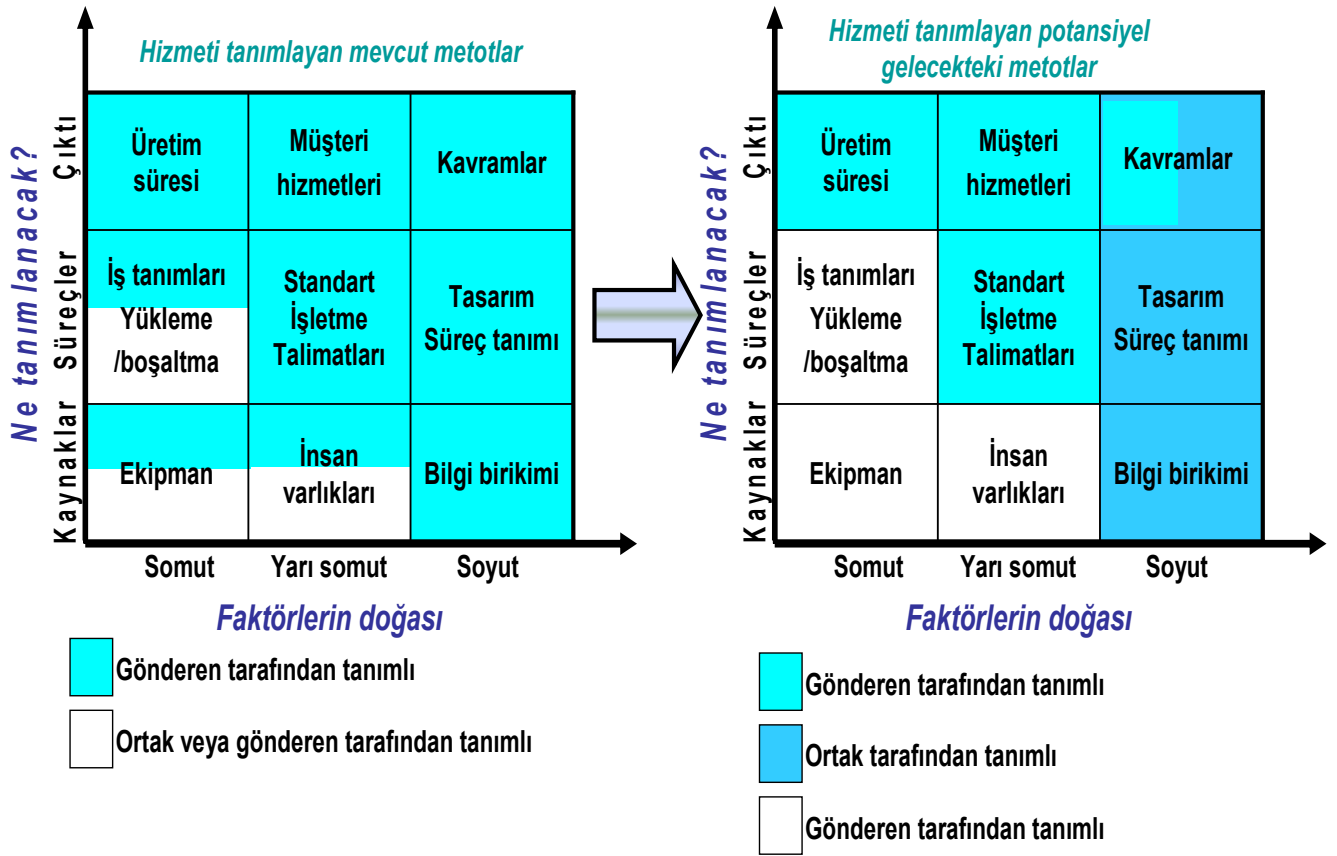 Hizmeti tanımlayan mevcut metotlar
Ne tanımlanacak?
Çıktı
Süreçler
Kaynaklar
Üretim
süresi
Müşteri
hizmetleri
Kavramlar
İş tanımları
Yükleme
/boşaltma
Standart
İşletme
Talimatları
Tasarım
Süreç tanımı
Ekipman
İnsan
varlıkları
Bilgi birikimi
Somut
Yarı somut
Soyut
Faktörlerin doğası
Gönderen tarafından tanımlı
Ortak veya gönderen tarafından tanımlı
Hizmeti tanımlayan potansiyel
gelecekteki metotlar
Ne tanımlanacak?
Çıktı
Süreçler
Kaynaklar
Üretim
süresi
Müşteri
hizmetleri
Kavramlar
İş tanımları
Yükleme
/boşaltma
Standart
İşletme
Talimatları
Tasarım
Süreç tanımı
Ekipman
İnsan
varlıkları
Bilgi birikimi
Somut
Yarı somut
Soyut
Faktörlerin doğası
Gönderen tarafından tanımlı
Ortak tarafından tanımlı
Gönderen tarafından tanımlı